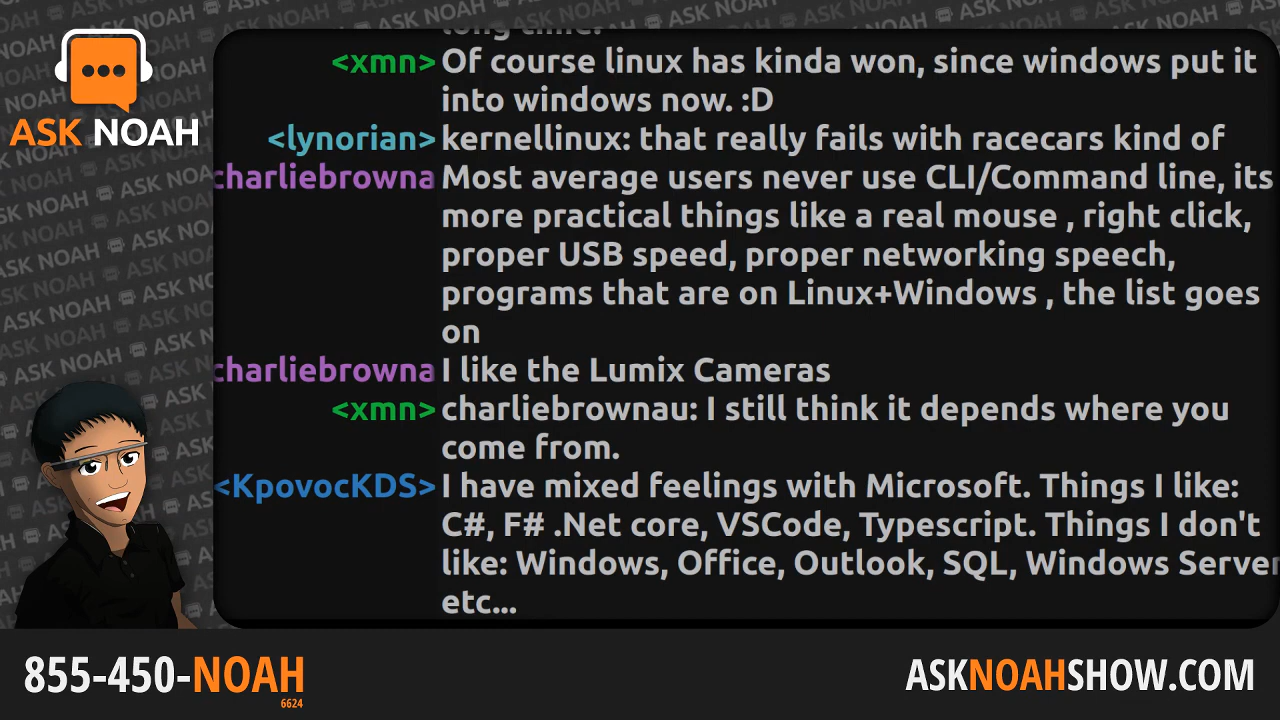 long time.
<xmn> Of course linux has kinda won, since windows put it
into windows now. :D
<lynorian> kernellinux: that really fails with racecars kind of
charliebrowna Most average users never use CLI/Command line, its
more practical things like a real mouse , right click,
proper USB speed, proper networking speech,
programs that are on Linux+Windows , the list goes
on
charliebrowna I like the Lumix Cameras
<xmn> charliebrownau: I still think it depends where you
come from.
<KpovocKDS> I have mixed feelings with Microsoft. Things I like:
C#, F# .Net core, VSCode, Typescript. Things I don't
like: Windows, Office, Outlook, SQL, Windows Server
etc...
ASK NOAH
855-450-NOAH
6624
ASKNOAHSHOW.COM